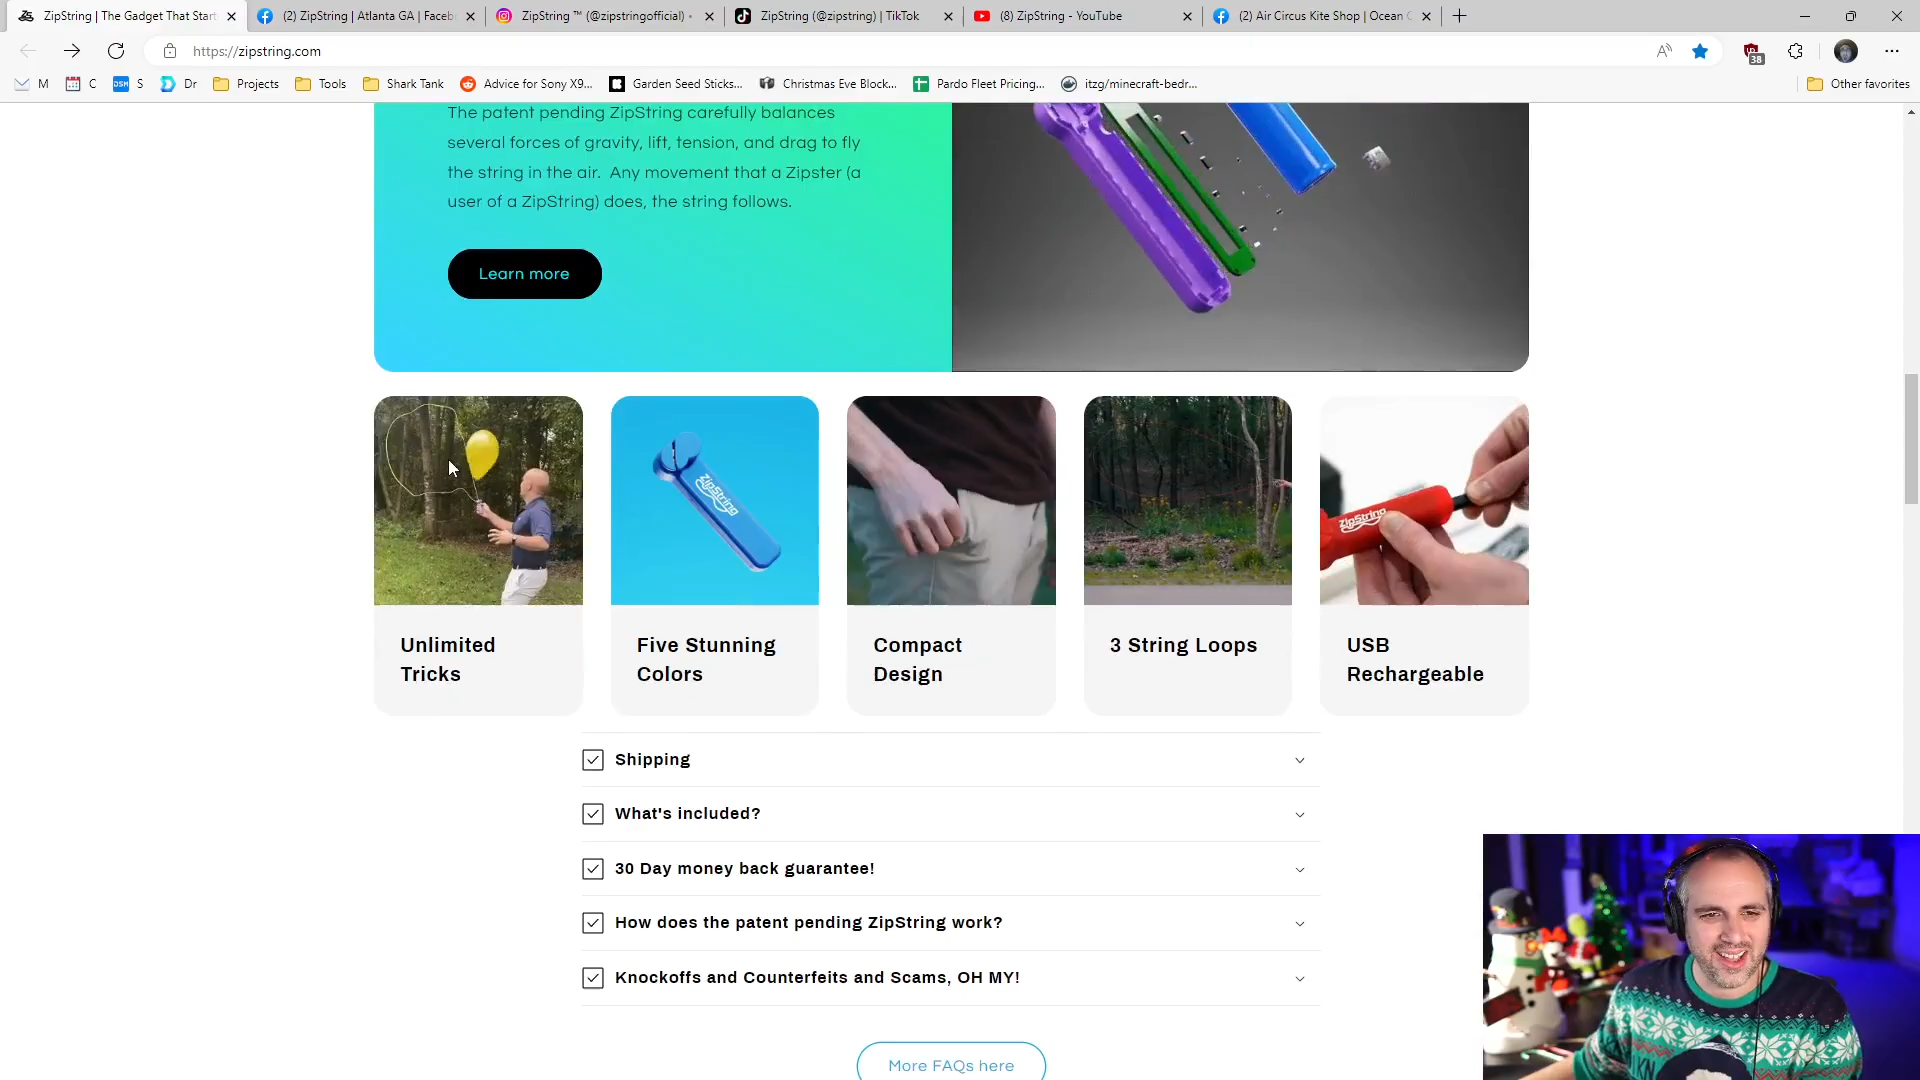 ZipString | The Gadget That Start
(2) ZipString | Atlanta GA | Faceb
ZipString ™ (@zipstringofficial) •
ZipString (@zipstring) | TikTok
(8) ZipString - YouTube
(2) Air Circus Kite Shop | Ocean C
https://zipstring.com
38
M
C
DSM
S
Dr
Projects
Tools
Shark Tank
Advice for Sony X9...
Garden Seed Sticks...
Christmas Eve Block...
Pardo Fleet Pricing,...
itzg/minecraft-bedr...
Other favorites
The patent pending ZipString carefully balances
several forces of gravity, lift, tension, and drag to fly
the string in the air. Any movement that a Zipster (a
user of a ZipString) does, the string follows.
Learn more
ZipString
ZipString
Unlimited
Tricks
Five Stunning
Colors
Compact
Design
3 String Loops
USB
Rechargeable
Shipping
What's included?
30 Day money back guarantee!
How does the patent pending ZipString work?
Knockoffs and Counterfeits and Scams, OH MY!
More FAQs here